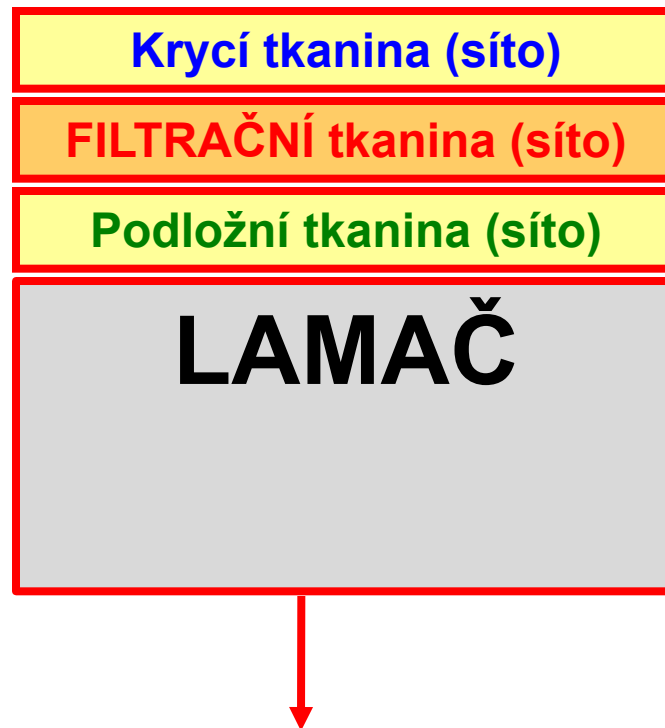 Krycí tkanina (síto)
FILTRAČNÍ tkanina (síto)
Podložní tkanina (síto)
LAMAČ